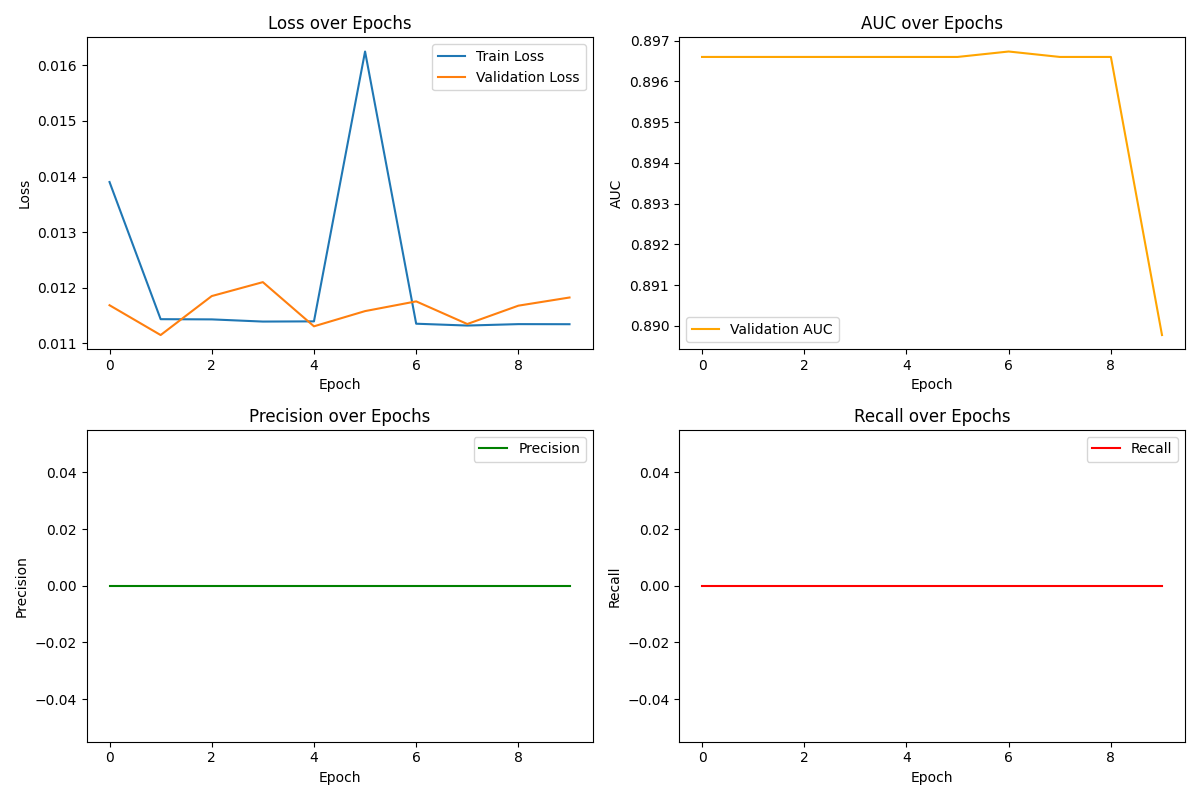 Loss over Epochs
Loss
0.016
0.015
0.014
0.013
0.012
0.011
Train Loss
Validation Loss
0 2 4 6 8
Epoch
AUC over Epochs
AUC
0.897
0.896
0.895
0.894
0.893
0.892
0.891
0.890
Validation AUC
0 2 4 6 8
Epoch
Precision over Epochs
Precision
0.04
0.02
0.00
−0.02
−0.04
Precision
0 2 4 6 8
Epoch
Recall over Epochs
Recall
0.04
0.02
0.00
−0.02
−0.04
Recall
0 2 4 6 8
Epoch